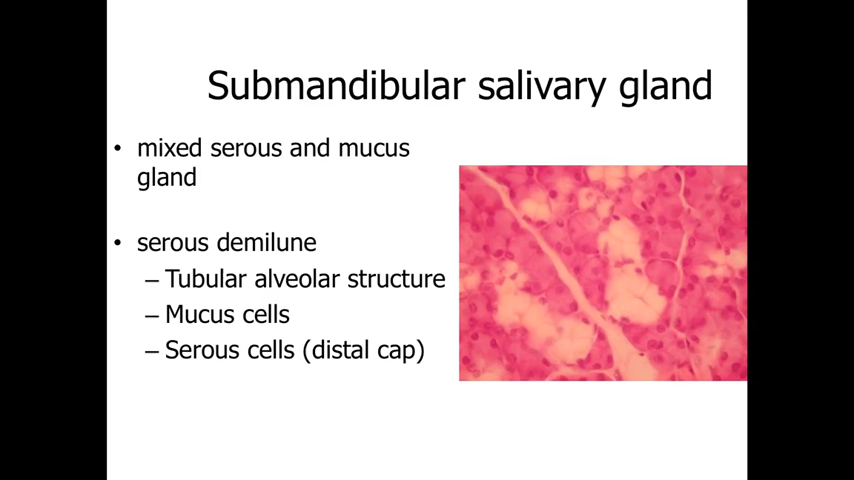 Submandibular salivary gland
• mixed serous and mucus
gland
• serous demilune
– Tubular alveolar structure
– Mucus cells
– Serous cells (distal cap)